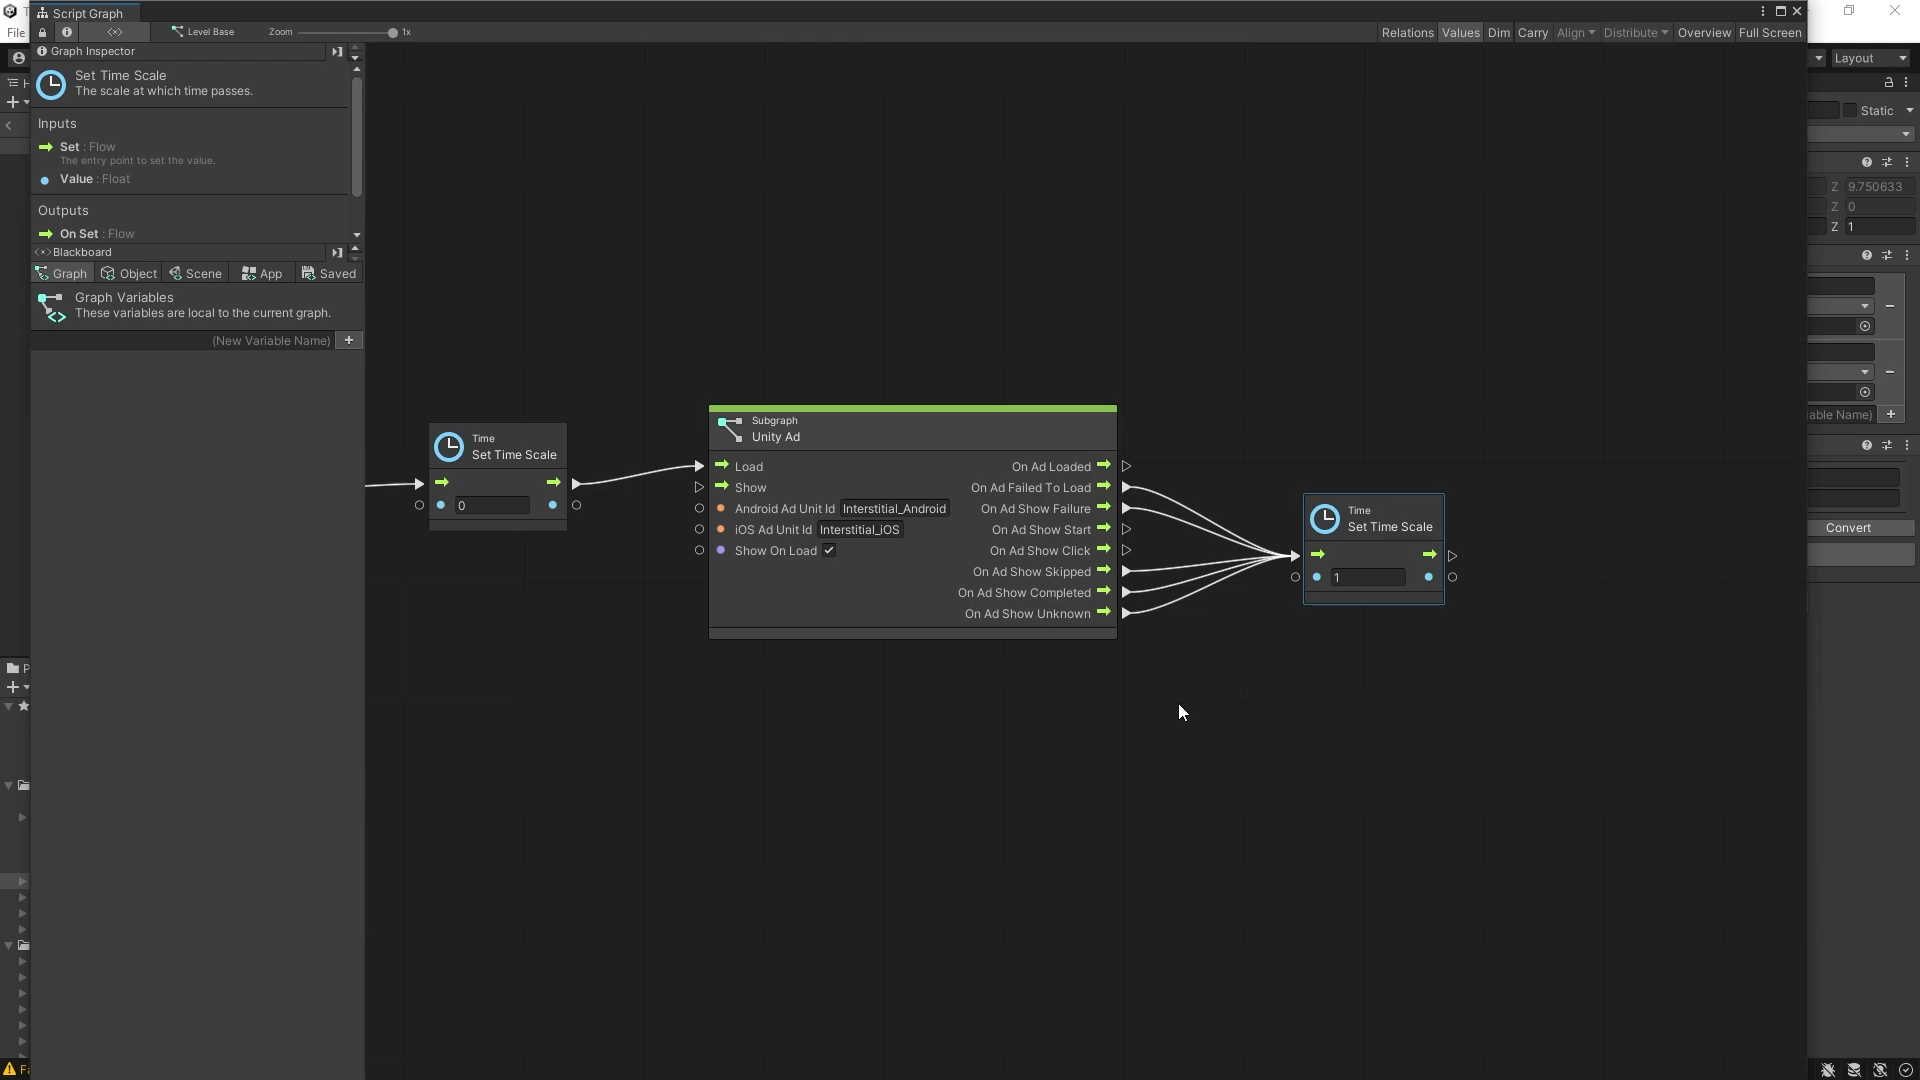 Script Graph
File
Level Base
Zoom
1x
Relations
Values
Dim
Carry
Align
Distribute
Overview
Full Screen
Layout
Graph Inspector
Set Time Scale
The scale at which time passes.
Static
Inputs
Set : Flow
The entry point to set the value.
Value : Float
Z 9.750633
Z 0
Z 1
Outputs
On Set : Flow
Blackboard
Graph
Object
Scene
App
Saved
Graph Variables
These variables are local to the current graph.
(New Variable Name)
+
able Name)
+
Time
Set Time Scale
0
Subgraph
Unity Ad
Load
Show
Android Ad Unit Id Interstitial_Android
iOS Ad Unit Id Interstitial_iOS
Show On Load
On Ad Loaded
On Ad Failed To Load
On Ad Show Failure
On Ad Show Start
On Ad Show Click
On Ad Show Skipped
On Ad Show Completed
On Ad Show Unknown
Time
Set Time Scale
1
Convert